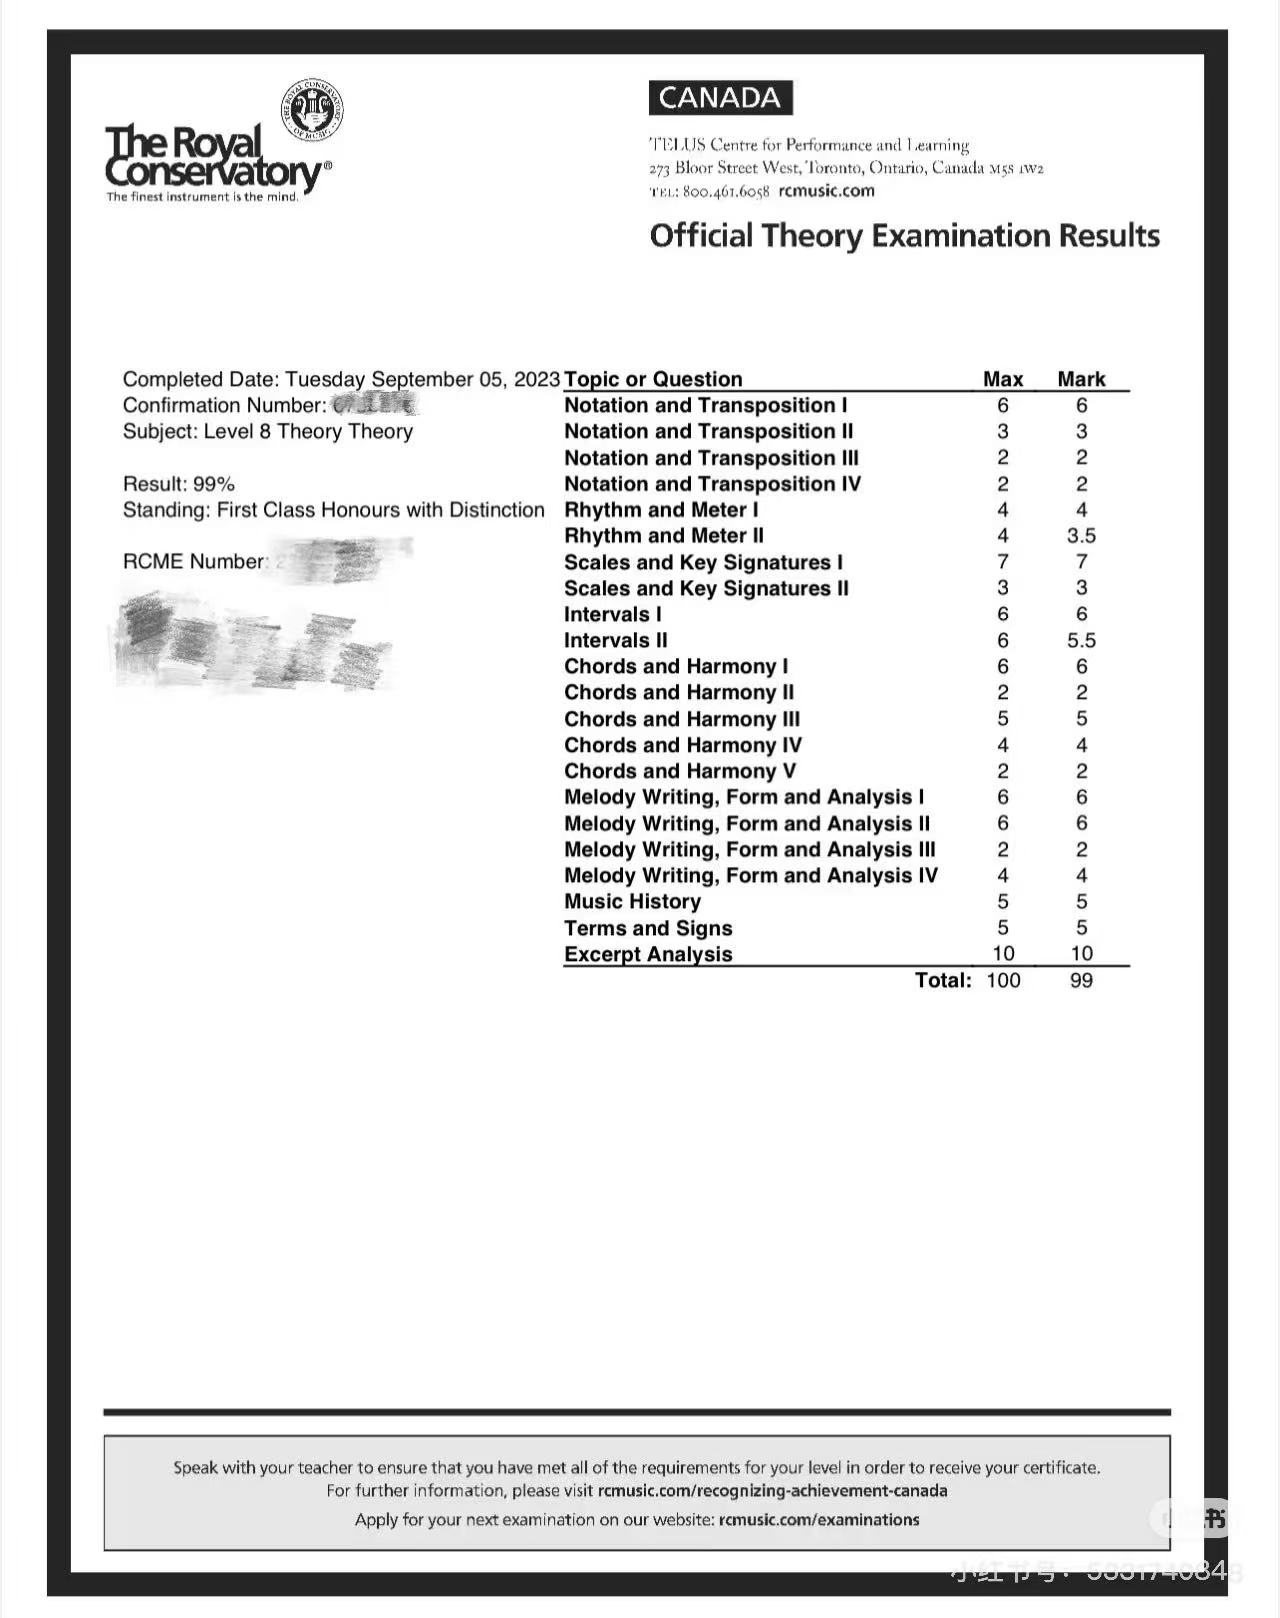 THE ROYAL CONSERVATORY OF MUSIC
The Royal
Conservatory®
The finest instrument is the mind.
CANADA
TELUS Centre for Performance and Learning
273 Bloor Street West, Toronto, Ontario, Canada M5S 1W2
TEL: 800.461.6058 rcmusic.com
Official Theory Examination Results
Completed Date: Tuesday September 05, 2023
Confirmation Number:
Subject: Level 8 Theory Theory
Result: 99%
Standing: First Class Honours with Distinction
RCME Number:
Topic or Question Max Mark
Notation and Transposition I 6 6
Notation and Transposition II 3 3
Notation and Transposition III 2 2
Notation and Transposition IV 2 2
Rhythm and Meter I 4 4
Rhythm and Meter II 4 3.5
Scales and Key Signatures I 7 7
Scales and Key Signatures II 3 3
Intervals I 6 6
Intervals II 6 5.5
Chords and Harmony I 6 6
Chords and Harmony II 2 2
Chords and Harmony III 5 5
Chords and Harmony IV 4 4
Chords and Harmony V 2 2
Melody Writing, Form and Analysis I 6 6
Melody Writing, Form and Analysis II 6 6
Melody Writing, Form and Analysis III 2 2
Melody Writing, Form and Analysis IV 4 4
Music History 5 5
Terms and Signs 5 5
Excerpt Analysis 10 10
Total: 100 99
Speak with your teacher to ensure that you have met all of the requirements for your level in order to receive your certificate.
For further information, please visit rcmusic.com/recognizing-achievement-canada
Apply for your next examination on our website: rcmusic.com/examinations
书
小红书号: